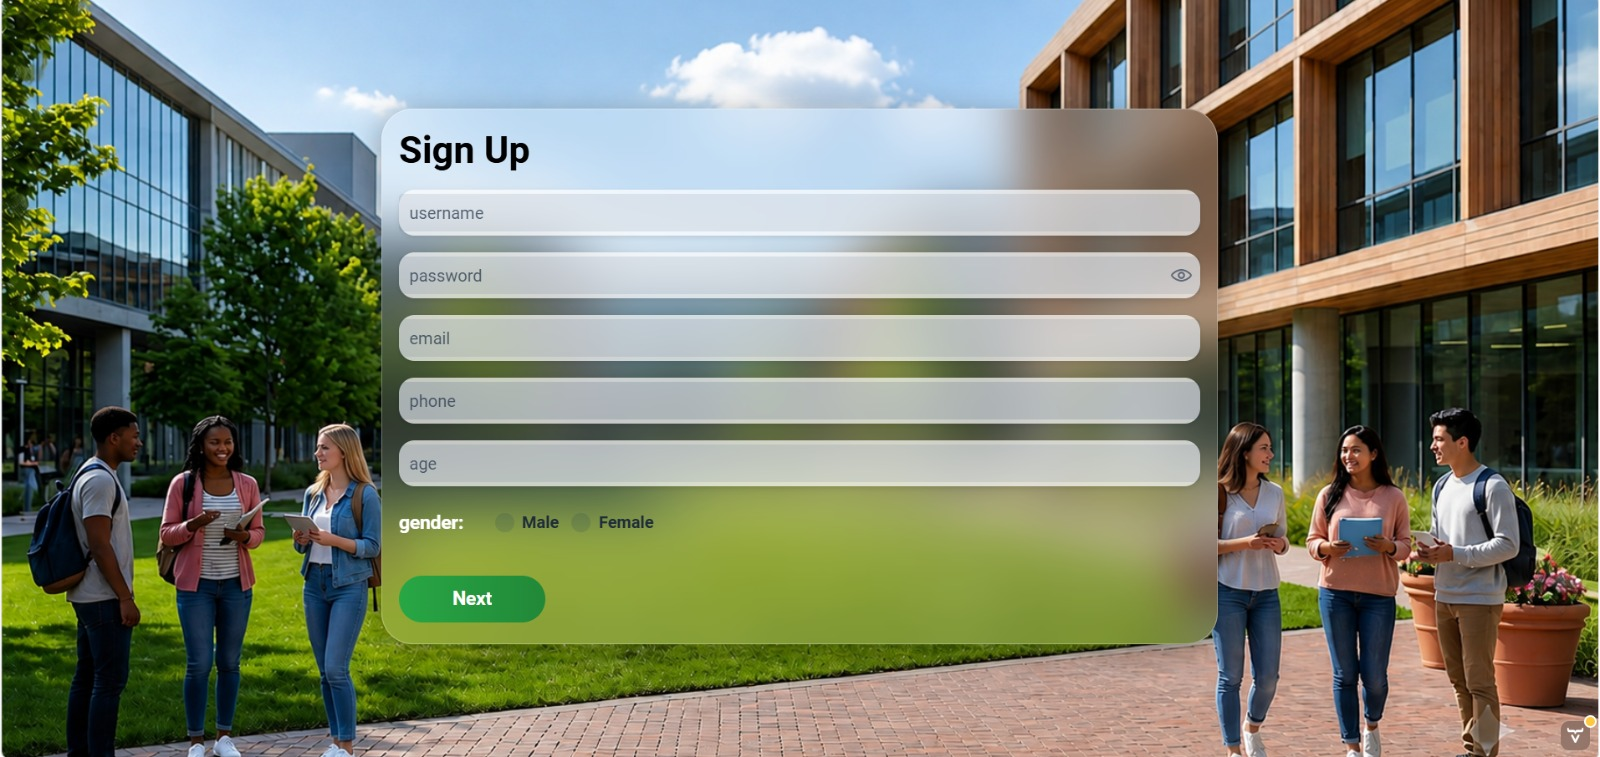 Sign Up
username
password
email
phone
age
gender: Male Female
Next